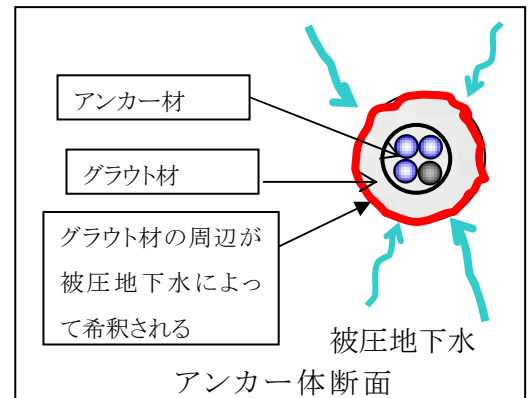 アンカー材
グラウト材
グラウト材の周辺が
被圧地下水によっ
て希釈される
被圧地下水
アンカー体断面